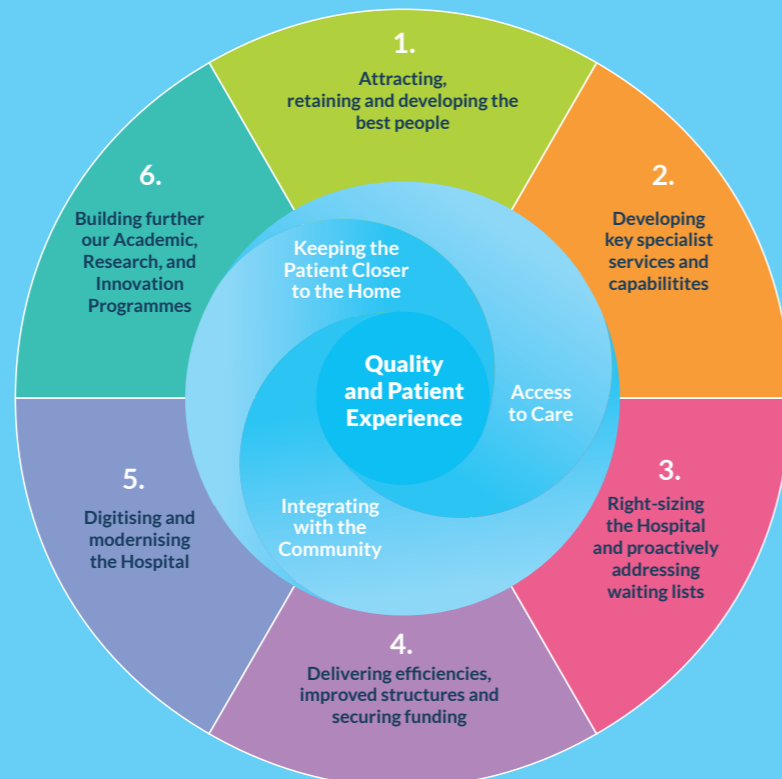 1.
Attracting,
retaining and developing the
best people
2.
Developing
key specialist
services and
capabilitites
3.
Right-sizing
the Hospital
and proactively
addressing
waiting lists
4.
Delivering efficiencies,
improved structures and
securing funding
5.
Digitising and
modernising
the Hospital
6.
Building further
our Academic,
Research, and
Innovation
Programmes
Keeping the
Patient Closer
to the Home
Access
to Care
Integrating
with the
Community
Quality
and Patient
Experience